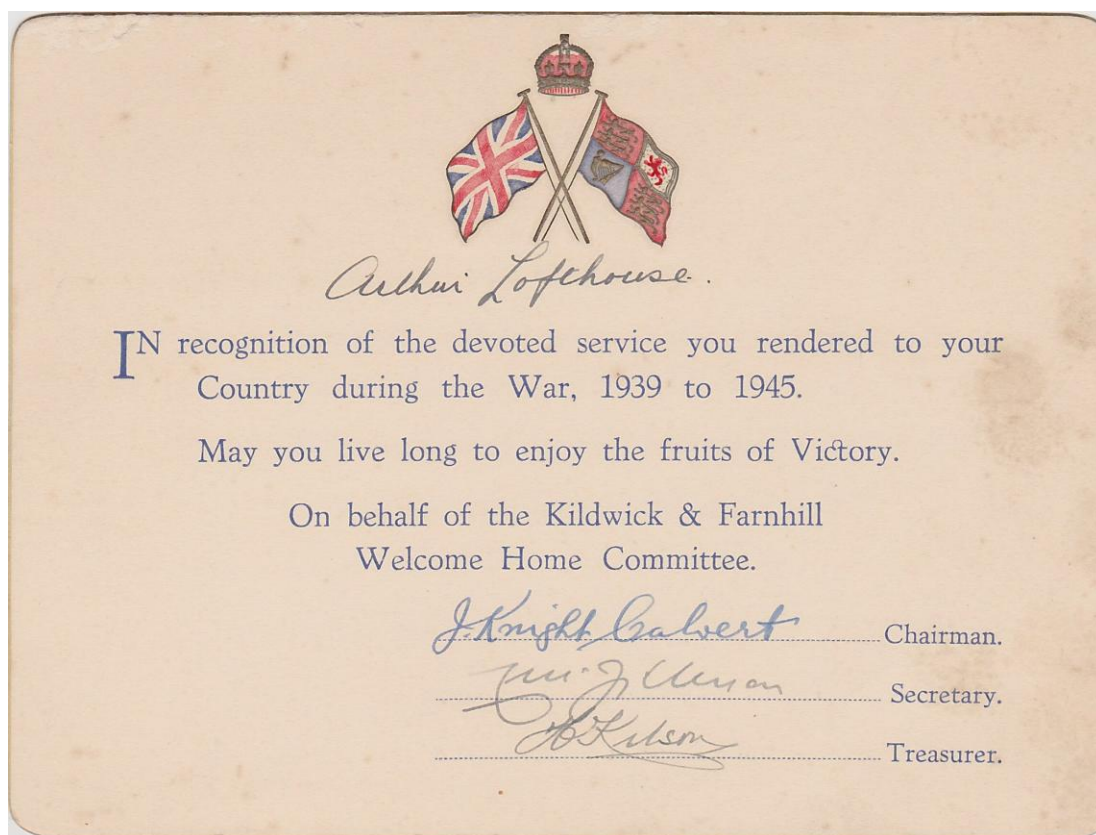 Arthur Lofthouse.
IN recognition of the devoted service you rendered to your
Country during the War, 1939 to 1945.
May you live long to enjoy the fruits of Victory.
On behalf of the Kildwick & Farnhill
Welcome Home Committee.
J. Knight Calvert Chairman.
Secretary.
Treasurer.